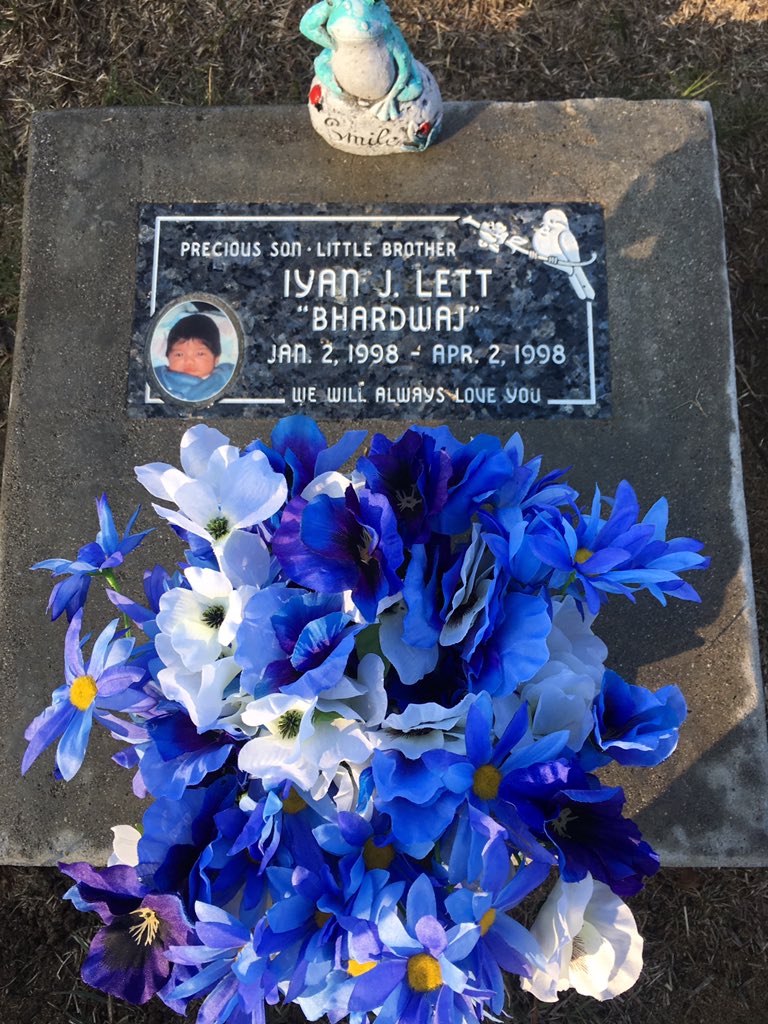 Smile
PRECIOUS SON · LITTLE BROTHER
IYAN J. LETT
"BHARDWAJ"
JAN. 2, 1998 - APR. 2, 1998
WE WILL ALWAYS LOVE YOU